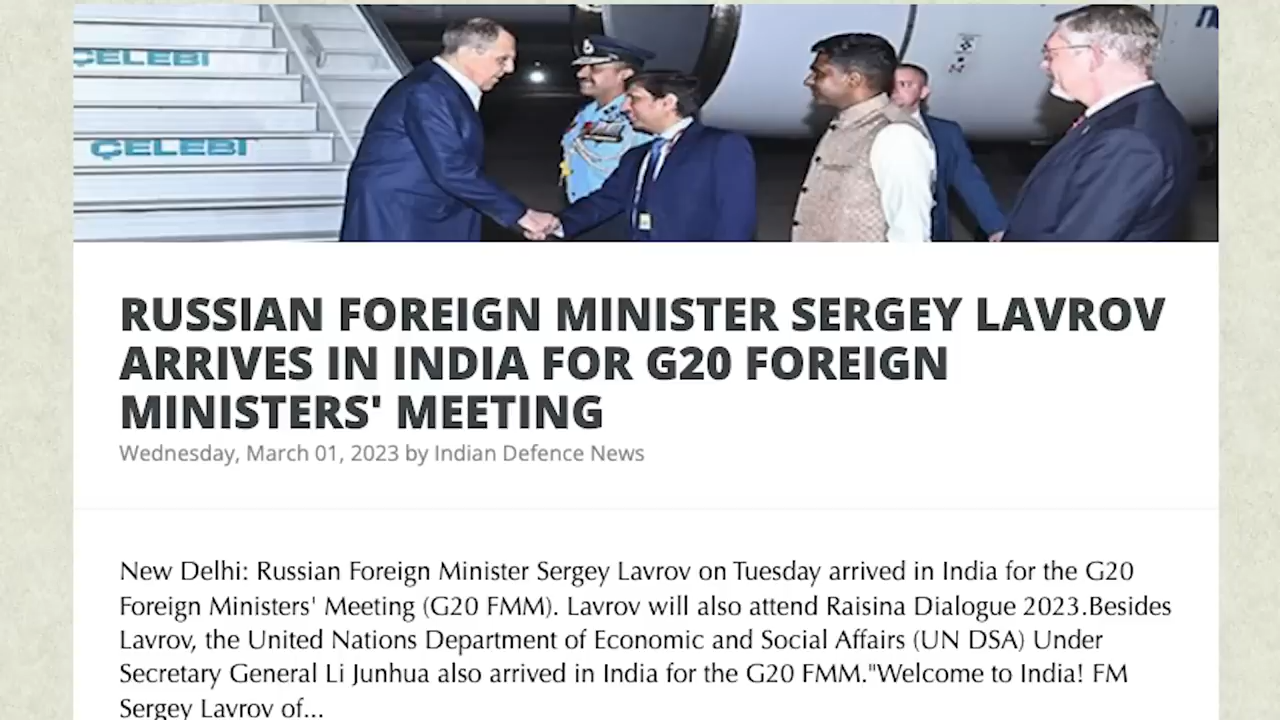 ÇELEBİ
ÇELEBİ
RUSSIAN FOREIGN MINISTER SERGEY LAVROV
ARRIVES IN INDIA FOR G20 FOREIGN
MINISTERS' MEETING
Wednesday, March 01, 2023 by Indian Defence News
New Delhi: Russian Foreign Minister Sergey Lavrov on Tuesday arrived in India for the G20
Foreign Ministers' Meeting (G20 FMM). Lavrov will also attend Raisina Dialogue 2023.Besides
Lavrov, the United Nations Department of Economic and Social Affairs (UN DSA) Under
Secretary General Li Junhua also arrived in India for the G20 FMM."Welcome to India! FM
Sergey Lavrov of...